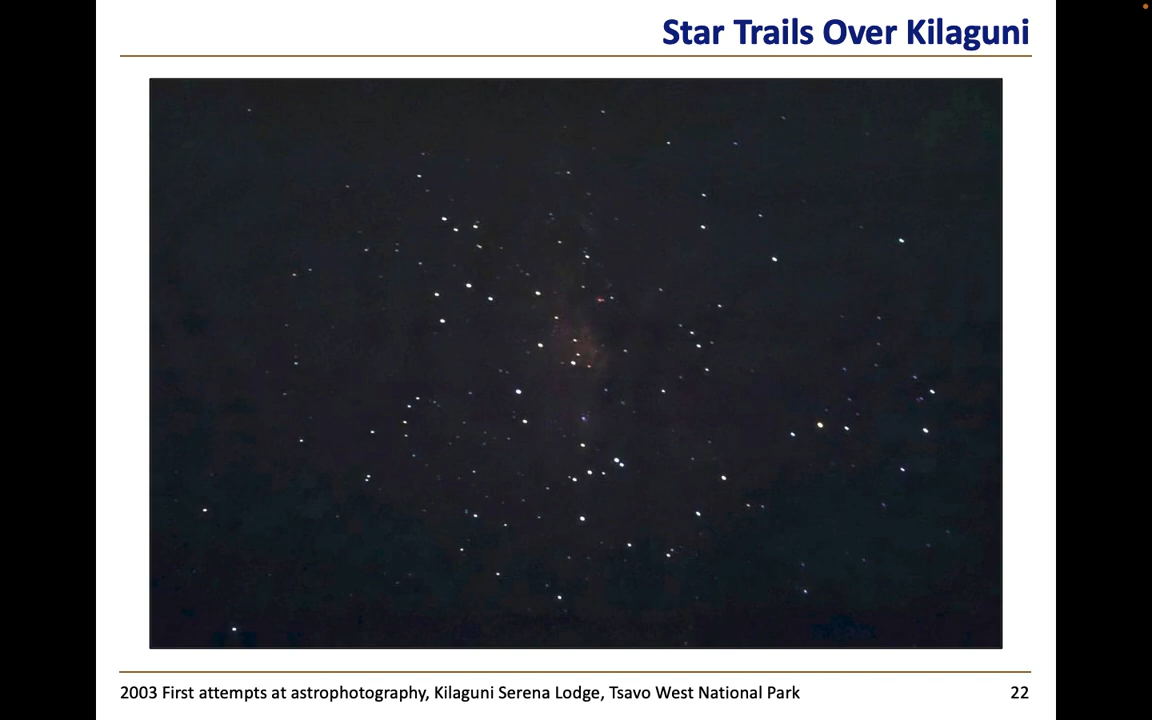 Star Trails Over Kilaguni
2003 First attempts at astrophotography, Kilaguni Serena Lodge, Tsavo West National Park
22